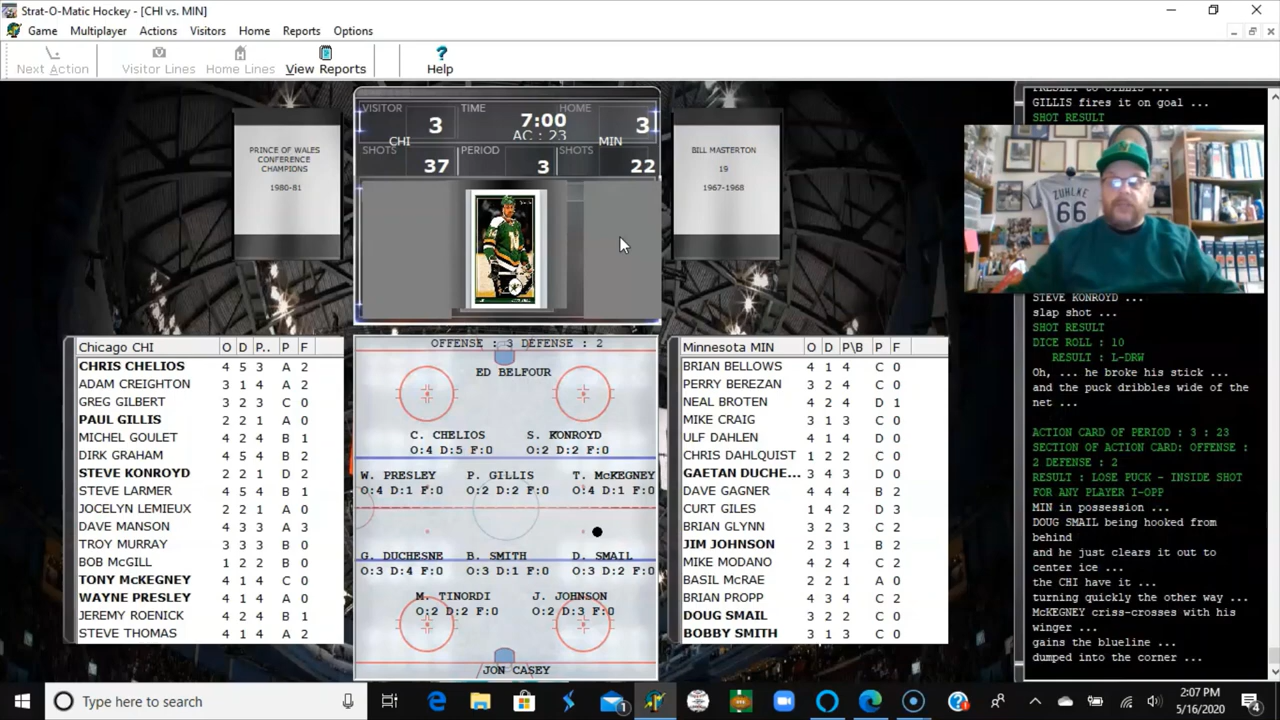 Strat-O-Matic Hockey - [CHI vs. MIN]
Game Multiplayer Actions Visitors Home Reports Options
Next Action Visitor Lines Home Lines View Reports Help
PRINCE OF WALES
CONFERENCE
CHAMPIONS
1980-81
VISITOR TIME HOME
3 7:00 3
CHI AC : 23 MIN
SHOTS PERIOD SHOTS
37 3 22
BILL MASTERTON
19
1967-1968
ZUHLKE
66
Chicago CHI O D P.. P F
CHRIS CHELIOS 4 5 3 A 2
ADAM CREIGHTON 3 1 4 A 2
GREG GILBERT 3 2 3 C 0
PAUL GILLIS 2 2 1 A 0
MICHEL GOULET 4 2 4 B 1
DIRK GRAHAM 4 5 4 B 2
STEVE KONROYD 2 2 1 D 2
STEVE LARMER 4 5 4 B 1
JOCELYN LEMIEUX 2 2 1 A 0
DAVE MANSON 4 3 3 A 3
TROY MURRAY 3 3 3 B 0
BOB McGILL 1 2 2 B 0
TONY McKEGNEY 4 1 4 C 0
WAYNE PRESLEY 4 1 4 A 0
JEREMY ROENICK 4 2 4 B 1
STEVE THOMAS 4 1 4 A 2
OFFENSE : 3 DEFENSE : 2
ED BELFOUR
C. CHELIOS S. KONROYD
O:4 D:5 F:0 O:2 D:2 F:0
W. PRESLEY P. GILLIS T. McKEGNEY
O:4 D:1 F:0 O:2 D:2 F:0 O:4 D:1 F:0
G. DUCHESNE B. SMITH D. SMAIL
O:3 D:4 F:0 O:3 D:1 F:0 O:3 D:2 F:0
M. TINORDI J. JOHNSON
O:2 D:2 F:0 O:2 D:3 F:0
JON CASEY
Minnesota MIN O D P\B P F
BRIAN BELLOWS 4 1 4 C 0
PERRY BEREZAN 3 2 4 C 0
NEAL BROTEN 4 2 4 D 1
MIKE CRAIG 3 1 3 C 0
ULF DAHLEN 4 1 4 D 0
CHRIS DAHLQUIST 1 2 2 C 0
GAETAN DUCHE... 3 4 3 D 0
DAVE GAGNER 4 4 4 B 2
CURT GILES 1 4 2 D 3
BRIAN GLYNN 3 2 3 C 2
JIM JOHNSON 2 3 1 B 2
MIKE MODANO 4 2 4 C 2
BASIL McRAE 2 2 1 A 0
BRIAN PROPP 4 3 4 C 2
DOUG SMAIL 3 2 2 C 0
BOBBY SMITH 3 1 3 C 0
PRESLEY to GILLIS ...
GILLIS fires it on goal ...
SHOT RESULT
STEVE KONROYD ...
slap shot ...
SHOT RESULT
DICE ROLL : 10
RESULT : L-DRW
Oh, ... he broke his stick ...
and the puck dribbles wide of the
net ...
ACTION CARD OF PERIOD : 3 : 23
SECTION OF ACTION CARD: OFFENSE :
2 DEFENSE : 2
RESULT : LOSE PUCK - INSIDE SHOT
FOR ANY PLAYER I-OPP
MIN in possession ...
DOUG SMAIL being hooked from
behind
and he just clears it out to
center ice ...
the CHI have it ...
turning quickly the other way ...
McKEGNEY criss-crosses with his
winger ...
gains the blueline ...
dumped into the corner ...
Type here to search
1
2:07 PM
5/16/2020
4